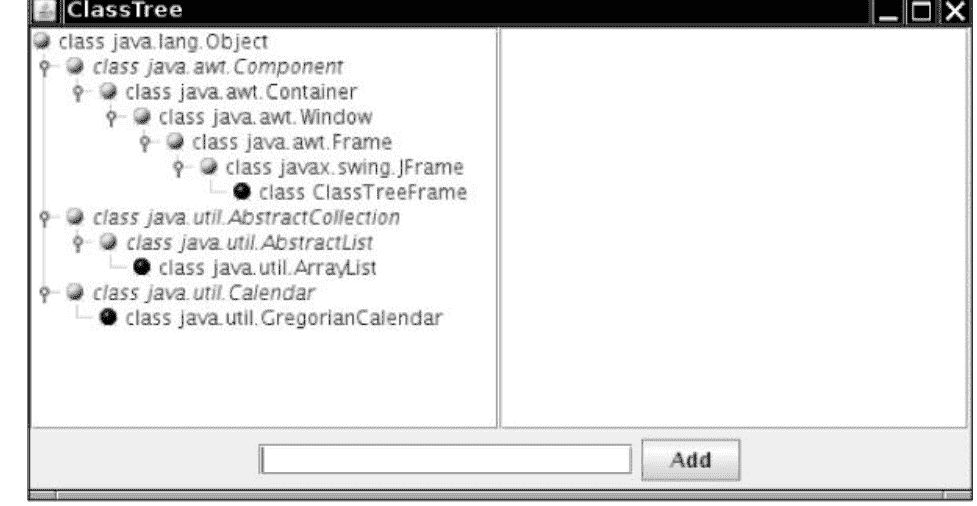 ClassTree
class java.lang.Object
class java.awt.Component
class java.awt.Container
class java.awt.Window
class java.awt.Frame
class javax.swing.JFrame
class ClassTreeFrame
class java.util.AbstractCollection
class java.util.AbstractList
class java.util.ArrayList
class java.util.Calendar
class java.util.GregorianCalendar
Add